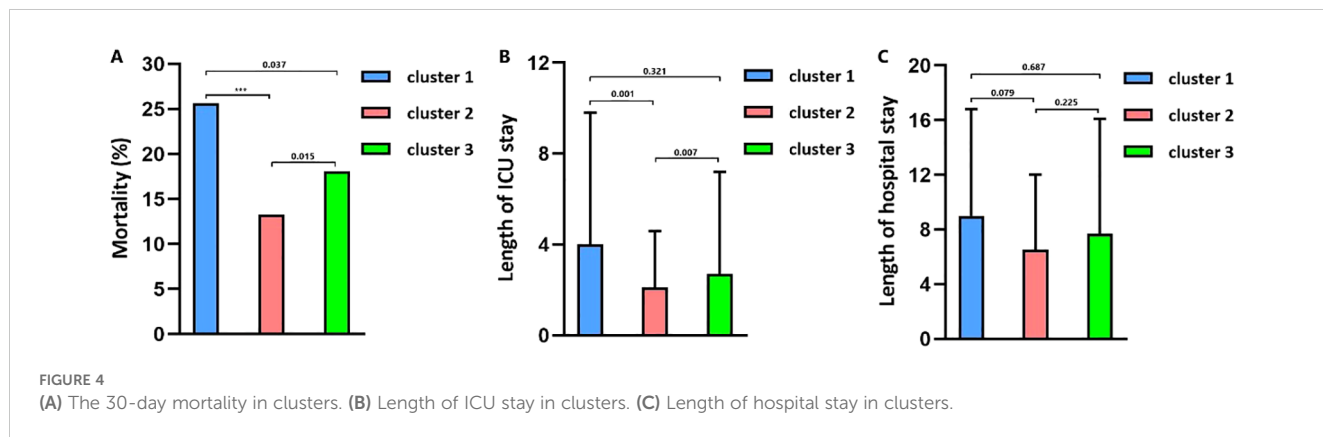 A
Mortality (%)
30
25
20
15
10
5
0
0.037
***
0.015
cluster 1
cluster 2
cluster 3
B
Length of ICU stay
12
8
4
0
0.321
0.001
0.007
cluster 1
cluster 2
cluster 3
C
Length of hospital stay
20
16
12
8
4
0
0.687
0.079
0.225
cluster 1
cluster 2
cluster 3
FIGURE 4
(A) The 30-day mortality in clusters. (B) Length of ICU stay in clusters. (C) Length of hospital stay in clusters.